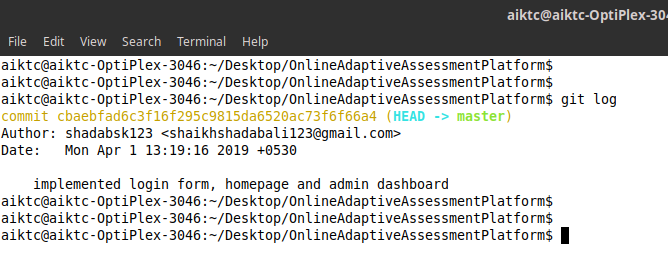 aiktc@aiktc-OptiPlex-304
File Edit View Search Terminal Help
aiktc@aiktc-OptiPlex-3046:~/Desktop/OnlineAdaptiveAssessmentPlatform$
aiktc@aiktc-OptiPlex-3046:~/Desktop/OnlineAdaptiveAssessmentPlatform$
aiktc@aiktc-OptiPlex-3046:~/Desktop/OnlineAdaptiveAssessmentPlatform$ git log
commit cbaebfad6c3f16f295c9815da6520ac73f6f66a4 (HEAD -> master)
Author: shadabsk123 <shaikhshadabali123@gmail.com>
Date:   Mon Apr 1 13:19:16 2019 +0530
    implemented login form, homepage and admin dashboard
aiktc@aiktc-OptiPlex-3046:~/Desktop/OnlineAdaptiveAssessmentPlatform$
aiktc@aiktc-OptiPlex-3046:~/Desktop/OnlineAdaptiveAssessmentPlatform$
aiktc@aiktc-OptiPlex-3046:~/Desktop/OnlineAdaptiveAssessmentPlatform$